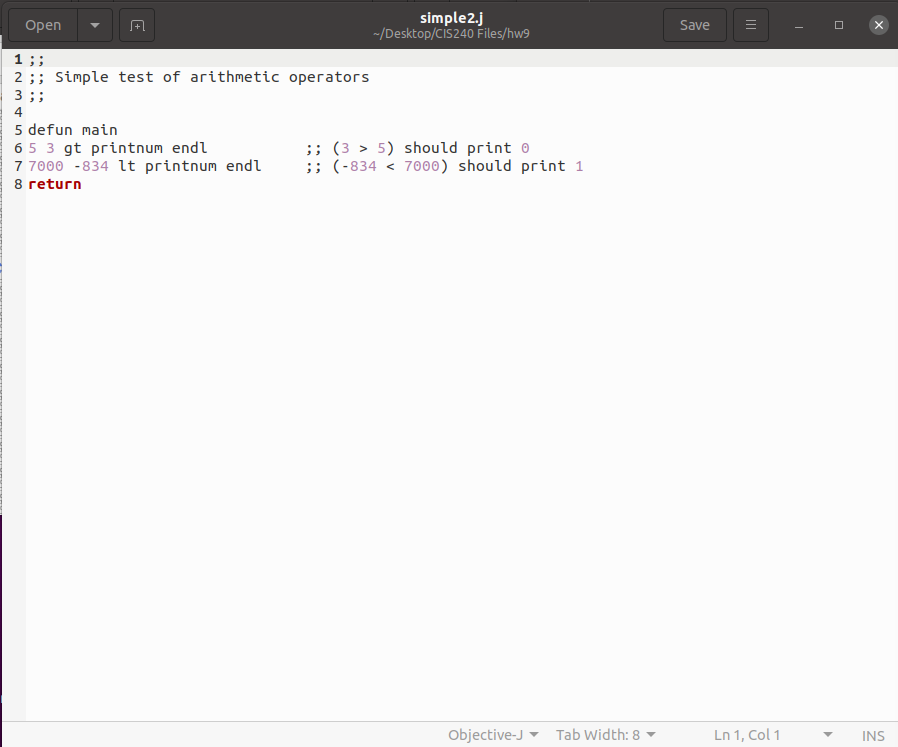 Open
simple2.j
~/Desktop/CIS240 Files/hw9
Save
1 ;;
2 ;; Simple test of arithmetic operators
3 ;;
4
5 defun main
6 5 3 gt printnum endl ;; (3 > 5) should print 0
7 7000 -834 lt printnum endl ;; (-834 < 7000) should print 1
8 return
Objective-J Tab Width: 8 Ln 1, Col 1 INS